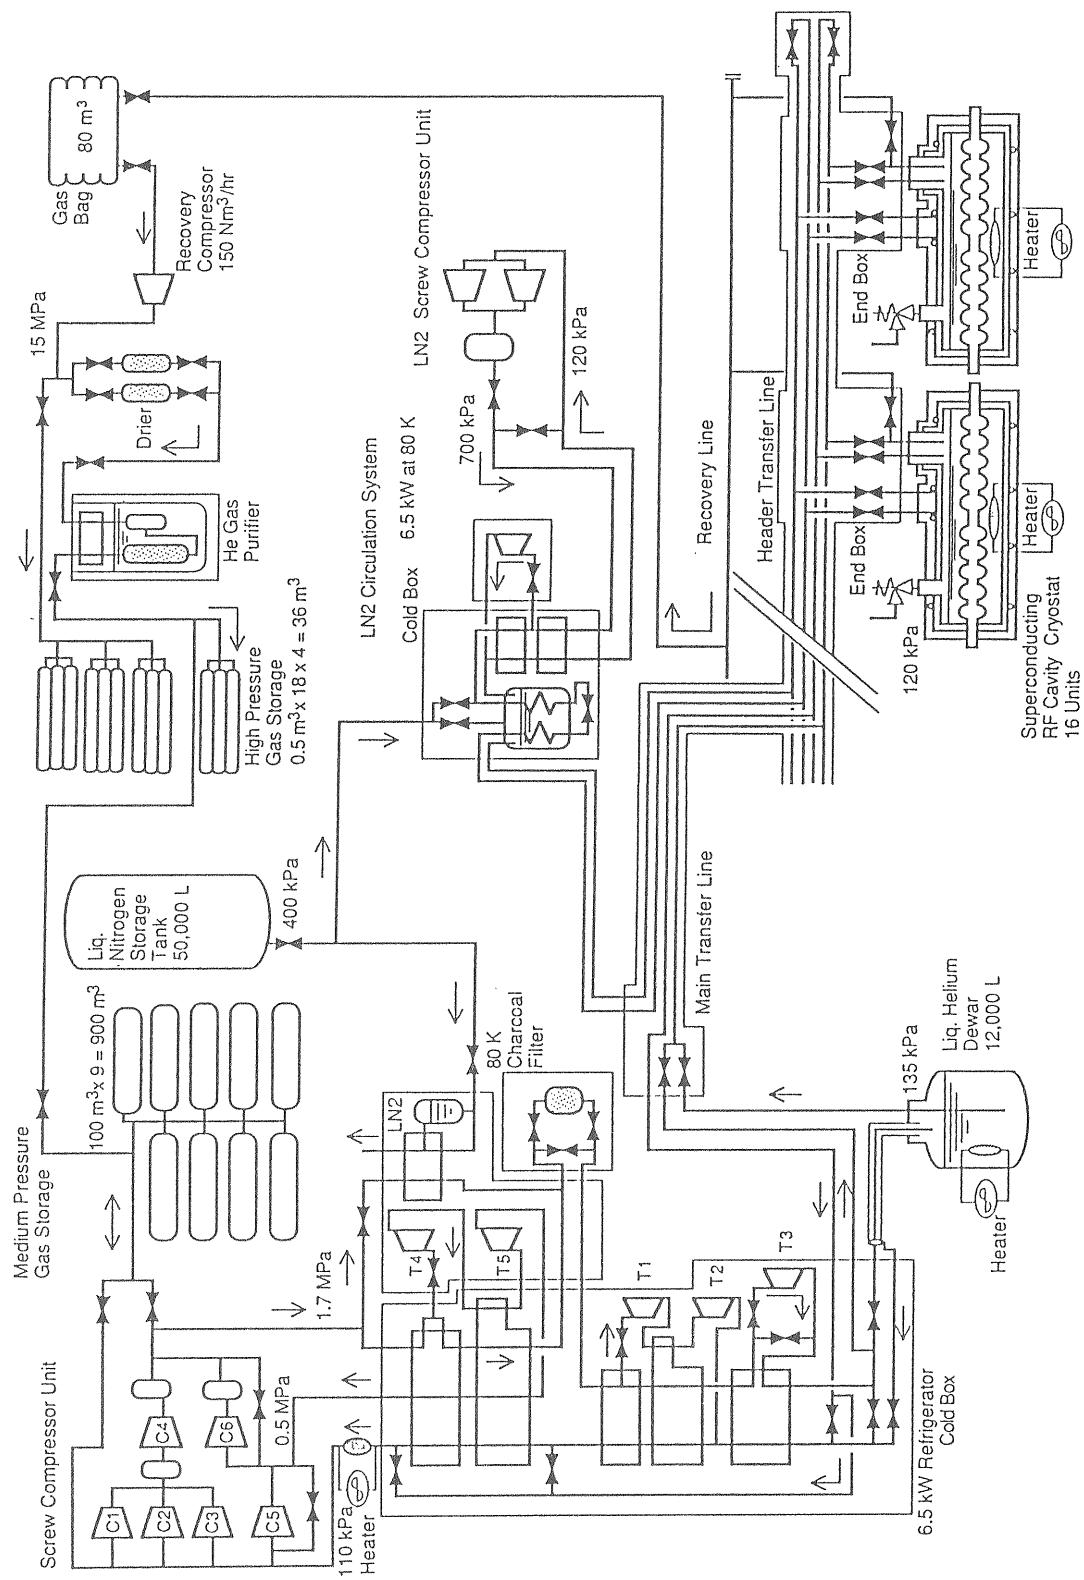 Gas
Bag
80 m³
Recovery
Compressor
150 Nm³/hr
15 MPa
Drier
He Gas
Purifier
High Pressure
Gas Storage
0.5 m³ x 18 x 4 = 36 m³
LN2 Screw Compressor Unit
700 kPa
120 kPa
LN2 Circulation System
Cold Box 6.5 kW at 80 K
Recovery Line
Header Transfer Line
End Box
Heater
End Box
Heater
120 kPa
Superconducting
RF Cavity Cryostat
16 Units
Liq.
Nitrogen
Storage
Tank
50,000 L
400 kPa
Main Transfer Line
Medium Pressure
Gas Storage
100 m³ x 9 = 900 m³
80 K
Charcoal
Filter
LN2
135 kPa
Liq. Helium
Dewar
12,000 L
Heater
Screw Compressor Unit
C1
C2
C3
C4
C5
C6
1.7 MPa
0.5 MPa
110 kPa
Heater
T4
T5
T1
T2
T3
6.5 kW Refrigerator
Cold Box